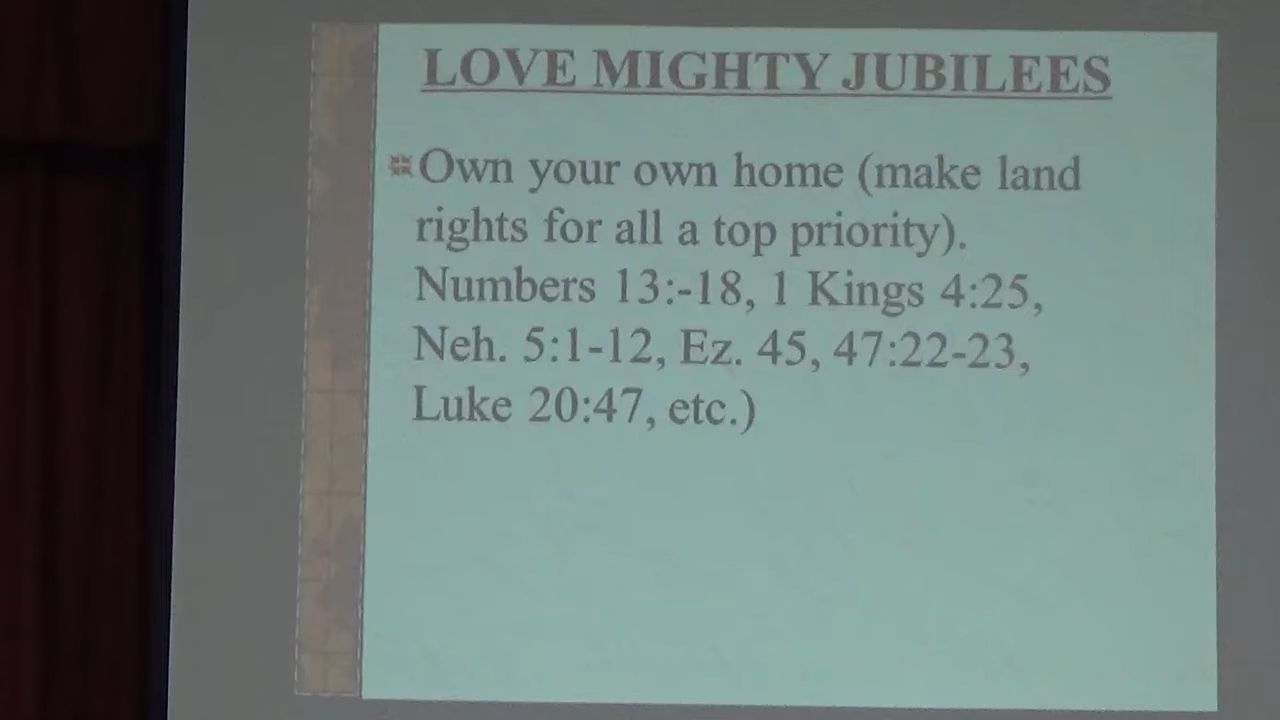 LOVE MIGHTY JUBILEES
Own your own home (make land
rights for all a top priority).
Numbers 13:-18, 1 Kings 4:25,
Neh. 5:1-12, Ez. 45, 47:22-23,
Luke 20:47, etc.)